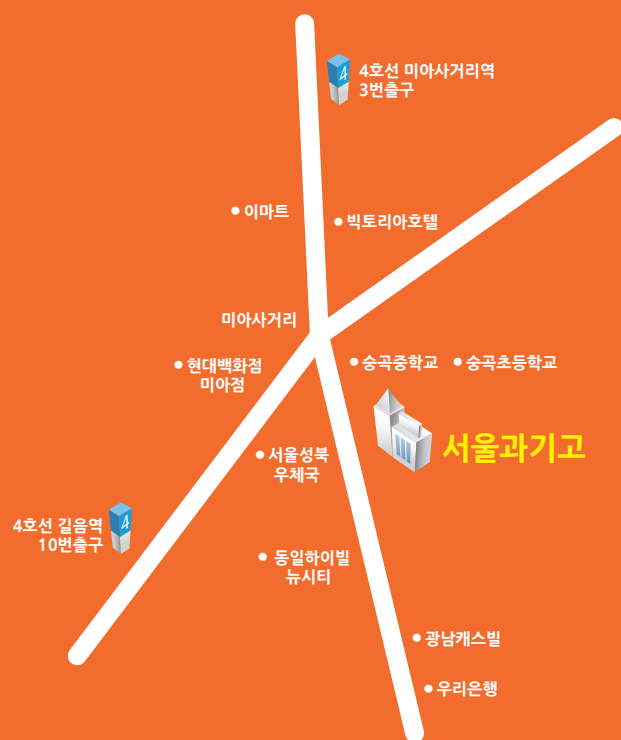 4
4호선 미아사거리역
3번출구
이마트
빅토리아호텔
미아사거리
현대백화점
미아점
숭곡중학교
숭곡초등학교
서울과기고
서울성북
우체국
4호선 길음역
10번출구
4
동일하이빌
뉴시티
광남캐스빌
우리은행